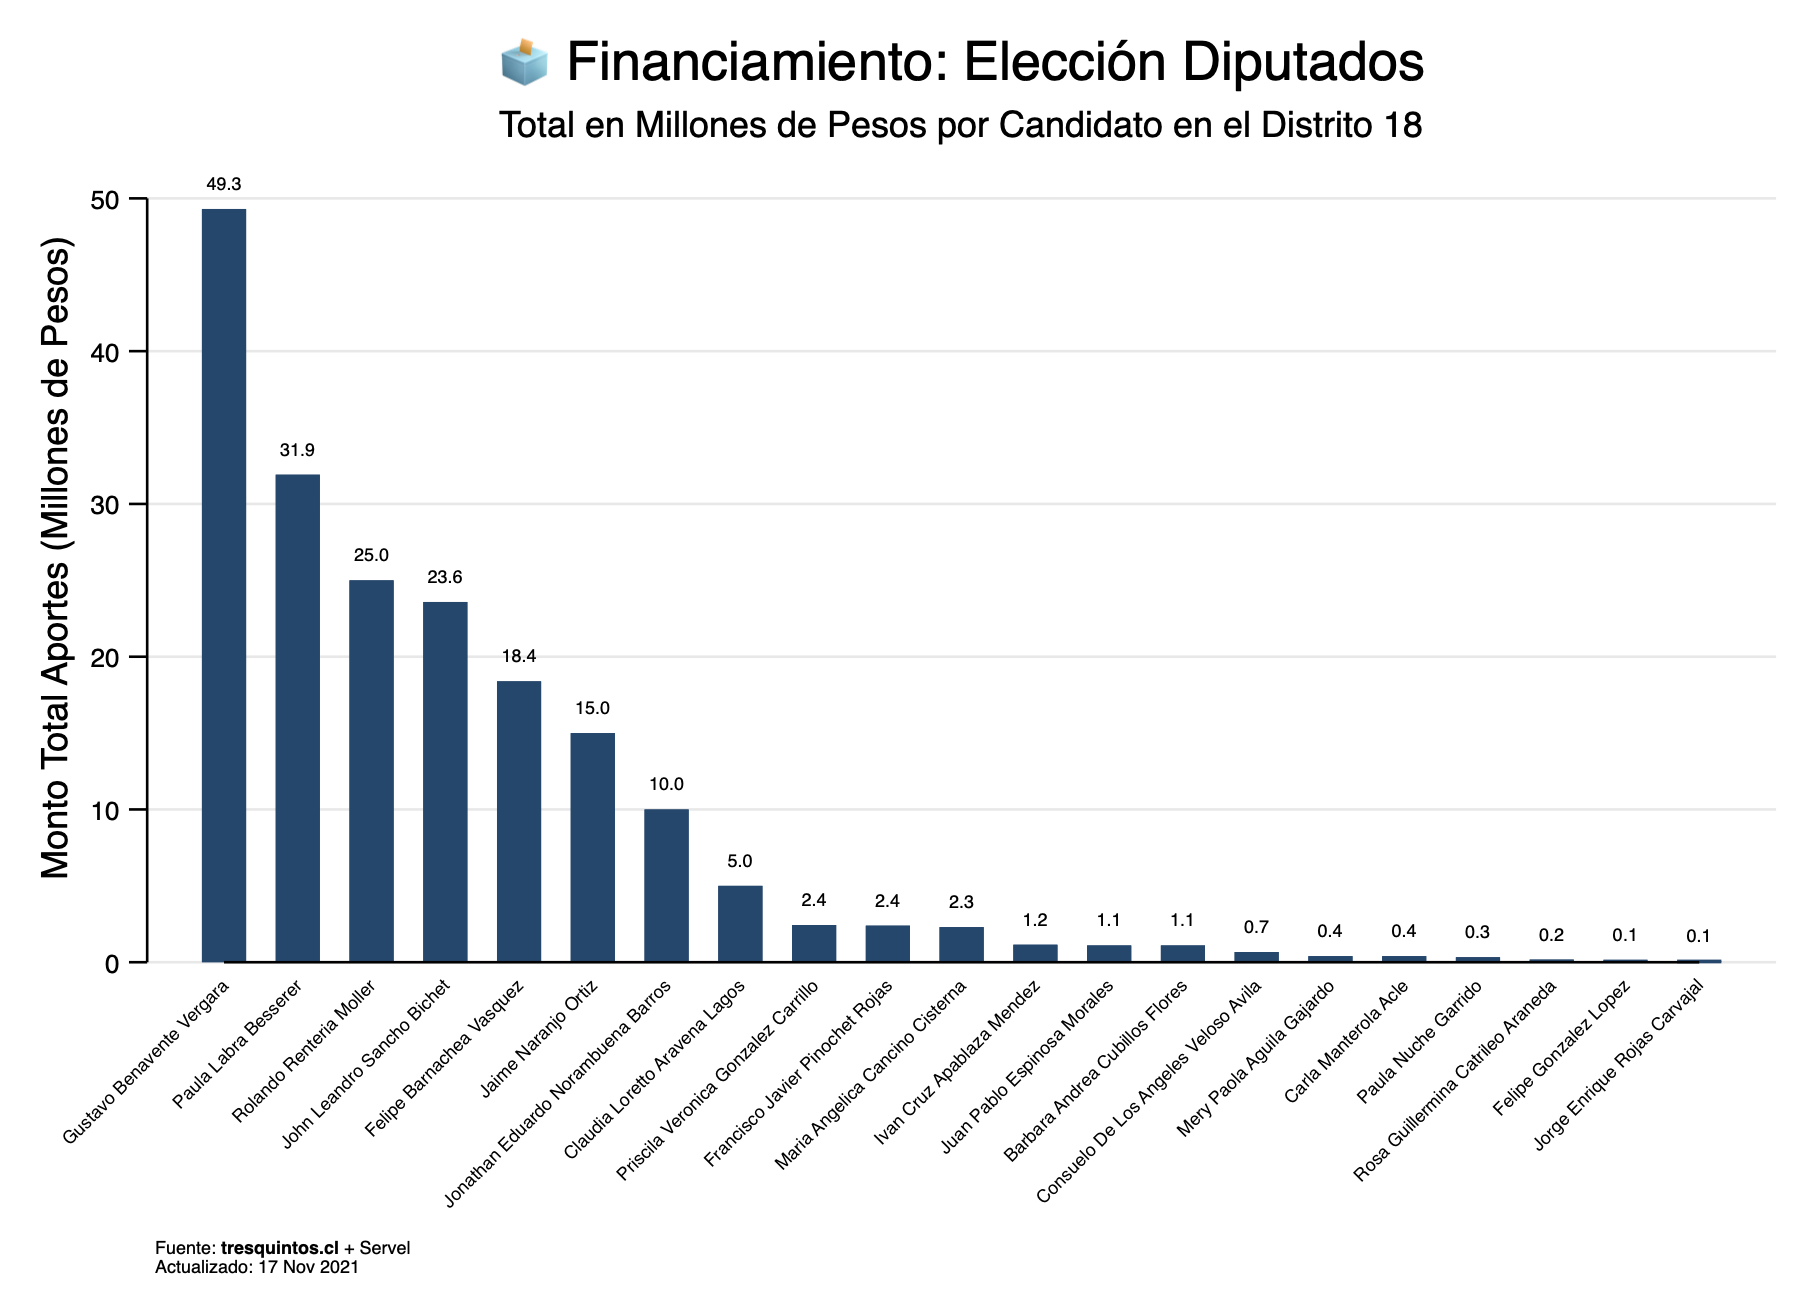 Financiamiento: Elección Diputados
Total en Millones de Pesos por Candidato en el Distrito 18
Monto Total Aportes (Millones de Pesos)
50
40
30
20
10
0
49.3
31.9
25.0
23.6
18.4
15.0
10.0
5.0
2.4
2.4
2.3
1.2
1.1
1.1
0.7
0.4
0.4
0.3
0.2
0.1
0.1
Gustavo Benavente Vergara
Paula Labra Besserer
Rolando Renteria Moller
John Leandro Sancho Bichet
Felipe Barnachea Vasquez
Jaime Naranjo Ortiz
Jonathan Eduardo Norambuena Barros
Claudia Loretto Aravena Lagos
Priscila Veronica Gonzalez Carrillo
Francisco Javier Pinochet Rojas
Maria Angelica Cancino Cisterna
Ivan Cruz Apablaza Mendez
Juan Pablo Espinosa Morales
Barbara Andrea Cubillos Flores
Consuelo De Los Angeles Veloso Avila
Mery Paola Aguila Gajardo
Carla Manterola Acle
Paula Nuche Garrido
Rosa Guillermina Catrileo Araneda
Felipe Gonzalez Lopez
Jorge Enrique Rojas Carvajal
Fuente: tresquintos.cl + Servel
Actualizado: 17 Nov 2021